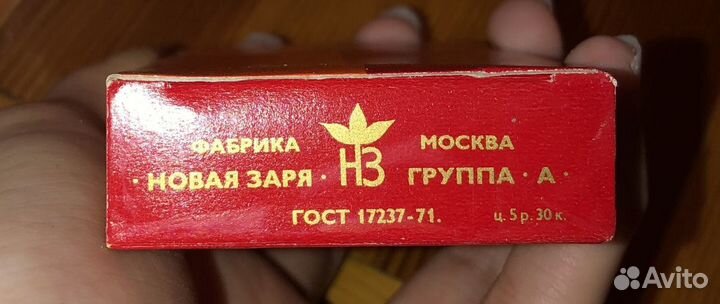 ФАБРИКА НЗ МОСКВА
· НОВАЯ ЗАРЯ · ГРУППА · А ·
ГОСТ 17237-71. ц. 5 р. 30 к.
Avito